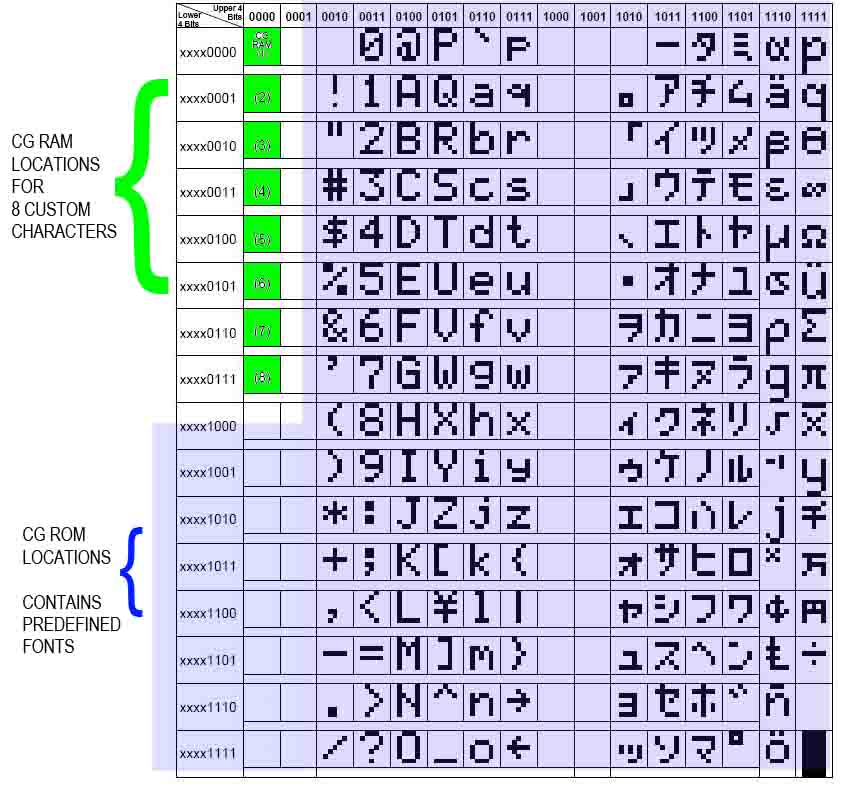 Upper 4 Bits
Lower 4 Bits
0000 0001 0010 0011 0100 0101 0110 0111 1000 1001 1010 1011 1100 1101 1110 1111
xxxx0000 CG RAM (1) 0 @ P ` p ー タ ミ α p
xxxx0001 (2) ! 1 A Q a q 。 ア チ ム ä q
xxxx0010 (3) " 2 B R b r 「 イ ツ メ β θ
xxxx0011 (4) # 3 C S c s 」 ウ テ モ ε ∞
xxxx0100 (5) $ 4 D T d t 、 エ ト ヤ μ Ω
xxxx0101 (6) % 5 E U e u ・ オ ナ ユ σ ü
xxxx0110 (7) & 6 F V f v ヲ カ ニ ヨ ρ Σ
xxxx0111 (8) ' 7 G W g w ァ キ ヌ ラ g π
xxxx1000 ( 8 H X h x ィ ク ネ リ √ x̄
xxxx1001 ) 9 I Y i y ゥ ケ ノ ル ⁻¹ y
xxxx1010 * : J Z j z ェ コ ハ レ j 千
xxxx1011 + ; K [ k { ォ サ ヒ ロ ˣ 万
xxxx1100 , < L ¥ l | ャ シ フ ワ ¢ 円
xxxx1101 - = M ] m } ュ ス ヘ ン £ ÷
xxxx1110 . > N ^ n → ョ セ ホ ゛ ñ
xxxx1111 / ? O _ o ← ッ ソ マ ゜ ö █
CG RAM
LOCATIONS
FOR
8 CUSTOM
CHARACTERS
CG ROM
LOCATIONS
CONTAINS
PREDEFINED
FONTS